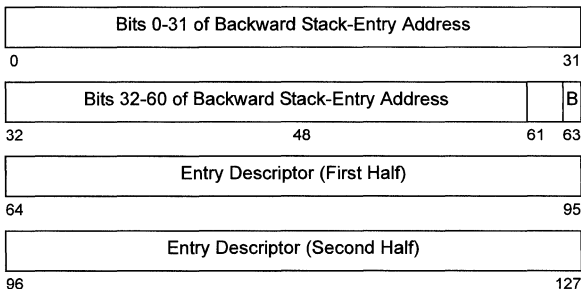 Bits 0-31 of Backward Stack-Entry Address
0 31
Bits 32-60 of Backward Stack-Entry Address B
32 48 61 63
Entry Descriptor (First Half)
64 95
Entry Descriptor (Second Half)
96 127